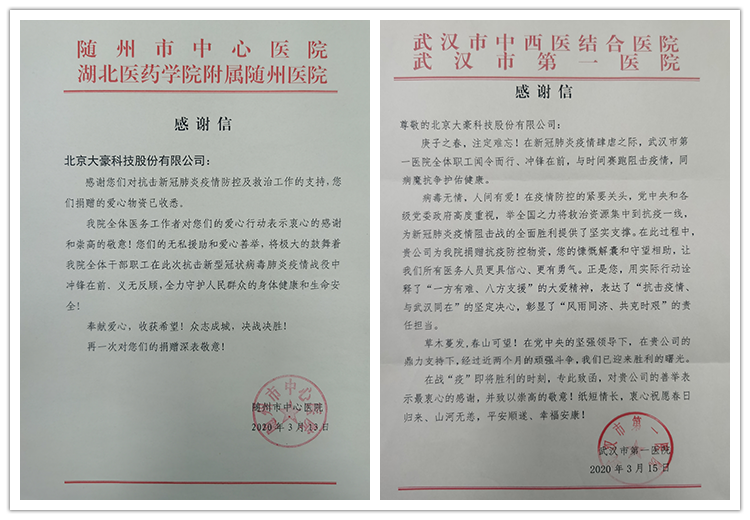 随州市中心医院
湖北医药学院附属随州医院
感谢信
北京大豪科技股份有限公司：
感谢您们对抗击新冠肺炎疫情防控及救治工作的支持，您
们捐赠的爱心物资已收悉。
我院全体医务工作者对您们的爱心行动表示衷心的感谢
和崇高的敬意！您们的无私援助和爱心善举，将极大的鼓舞着
我院全体干部职工在此次抗击新型冠状病毒肺炎疫情战役中
冲锋在前、义无反顾，全力守护人民群众的身体健康和生命安
全！
奉献爱心，收获希望！众志成城，决战决胜！
再一次对您们的捐赠深表敬意！
随州市中心医院
2020年3月13日
武汉市中西医结合医院
武汉市第一医院
感谢信
尊敬的北京大豪科技股份有限公司：
庚子之春，注定难忘！在新冠肺炎疫情肆虐之际，武汉市第
一医院全体职工闻令而行、冲锋在前，与时间赛跑阻击疫情，同
病魔抗争护佑健康。
病毒无情，人间有爱！在疫情防控的紧要关头，党中央和各
级党委政府高度重视，举全国之力将救治资源集中到抗疫一线，
为新冠肺炎疫情阻击战的全面胜利提供了坚实支撑。在此过程中，
贵公司为我院捐赠抗疫防控物资，您的慷慨解囊和守望相助，让
我们所有医务人员更具信心、更有勇气。正是您，用实际行动诠
释了“一方有难、八方支援”的大爱精神，表达了“抗击疫情、
与武汉同在”的坚定决心，彰显了“风雨同济、共克时艰”的责
任担当。
草木蔓发，春山可望！在党中央的坚强领导下，在贵公司的
鼎力支持下，经过近两个月的顽强斗争，我们已迎来胜利的曙光。
在战“疫”即将胜利的时刻，专此致函，对贵公司的善举表
示最衷心的感谢，并致以崇高的敬意！纸短情长，衷心祝愿春日
归来、山河无恙，平安顺遂、幸福安康！
武汉市第一医院
2020年3月15日